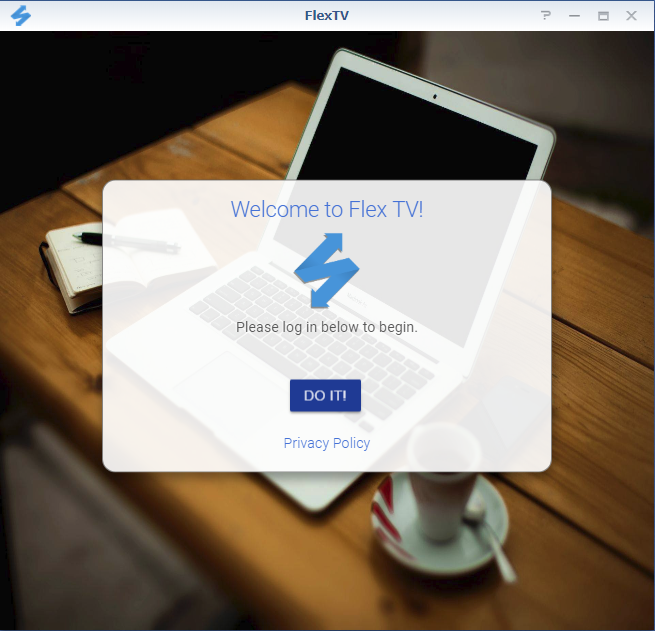 FlexTV
Welcome to Flex TV!
Please log in below to begin.
DO IT!
Privacy Policy